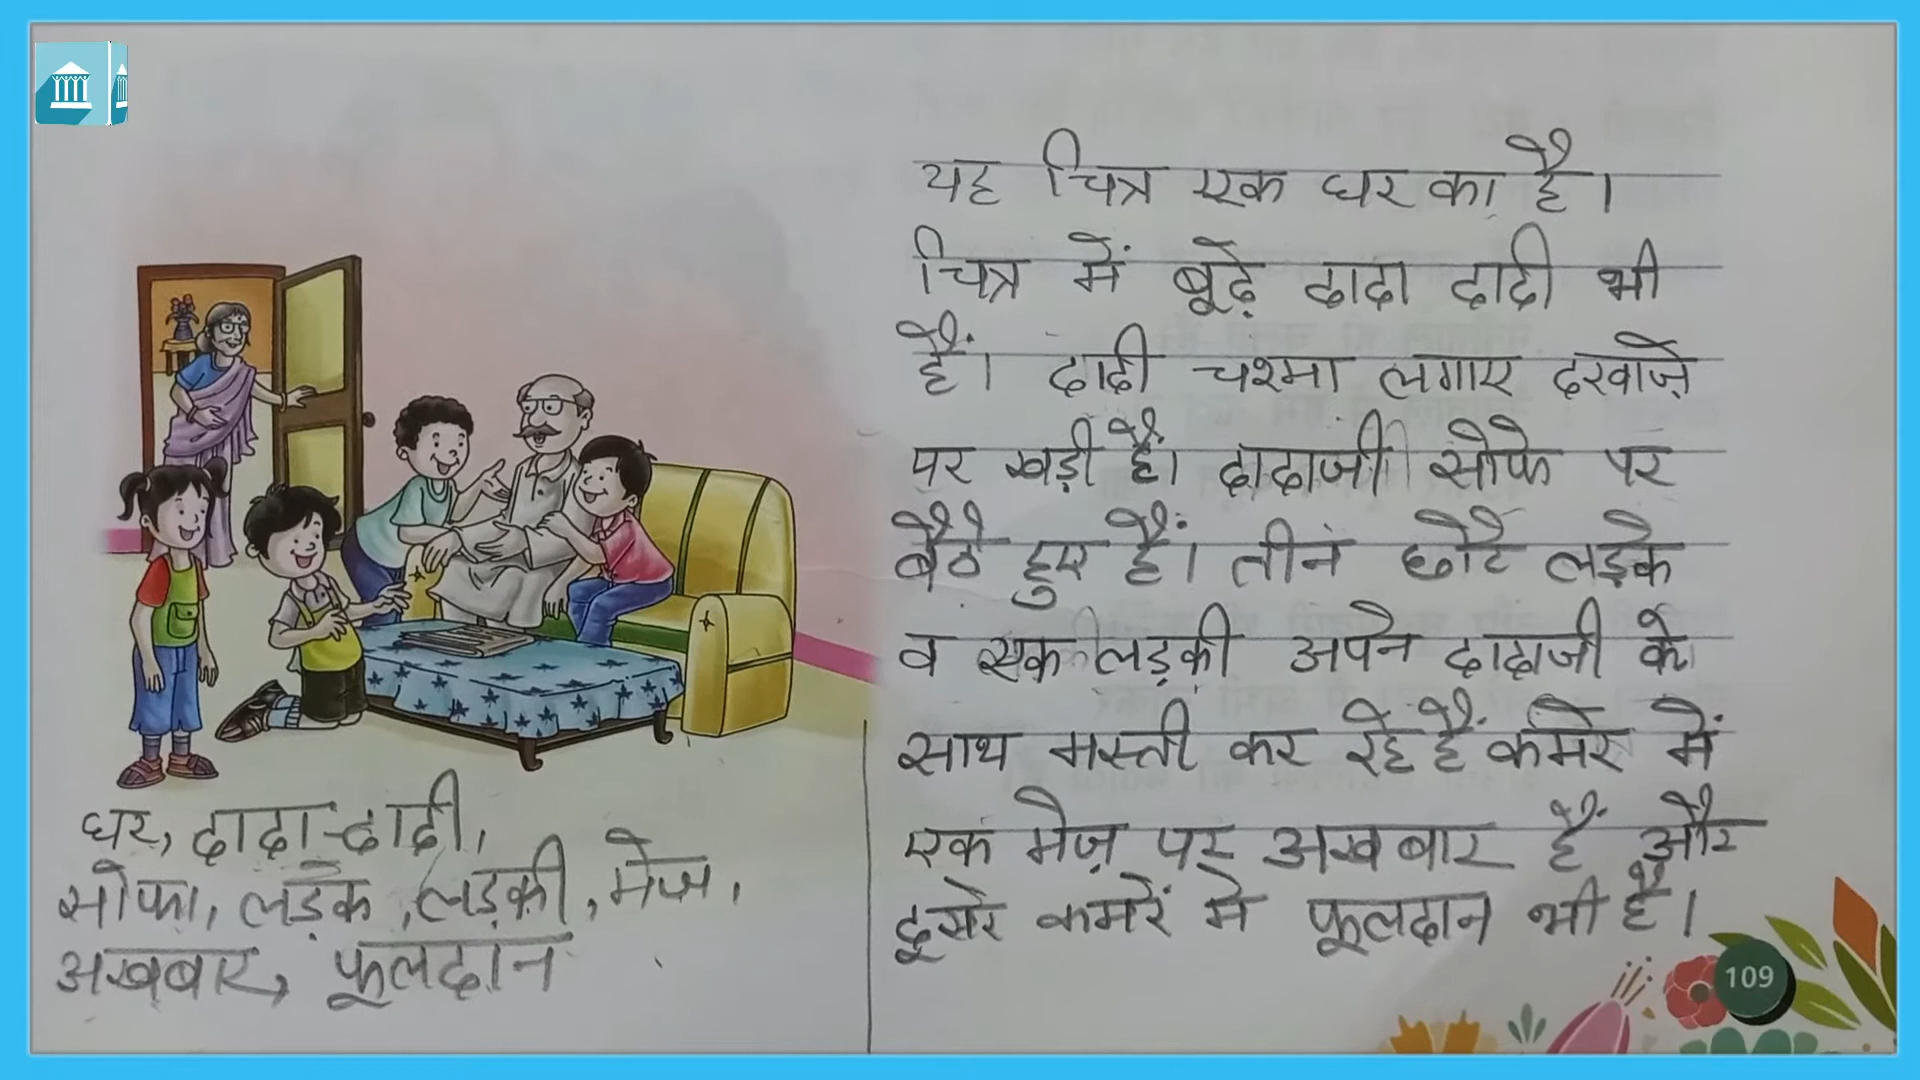 यह चित्र एक घर का है।
चित्र में बूढ़े दादा दादी भी
हैं। दादी चश्मा लगाए दरवाज़े
पर खड़ी हैं। दादाजी सोफे पर
बैठे हुए हैं। तीन छोटे लड़के
व एक लड़की अपने दादाजी के
साथ मस्ती कर रहे हैं कमरे में
एक मेज़ पर अखबार हैं और
दूसरे कमरें मे फूलदान भी है।
घर, दादा-दादी,
सोफा, लड़के, लड़की, मेज,
अखबार, फूलदान
109